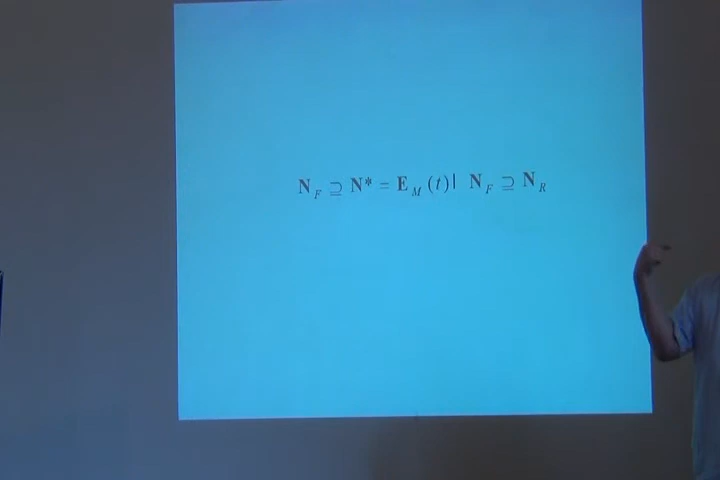 N_F ⊇ N* = E_M (t)| N_F ⊇ N_R